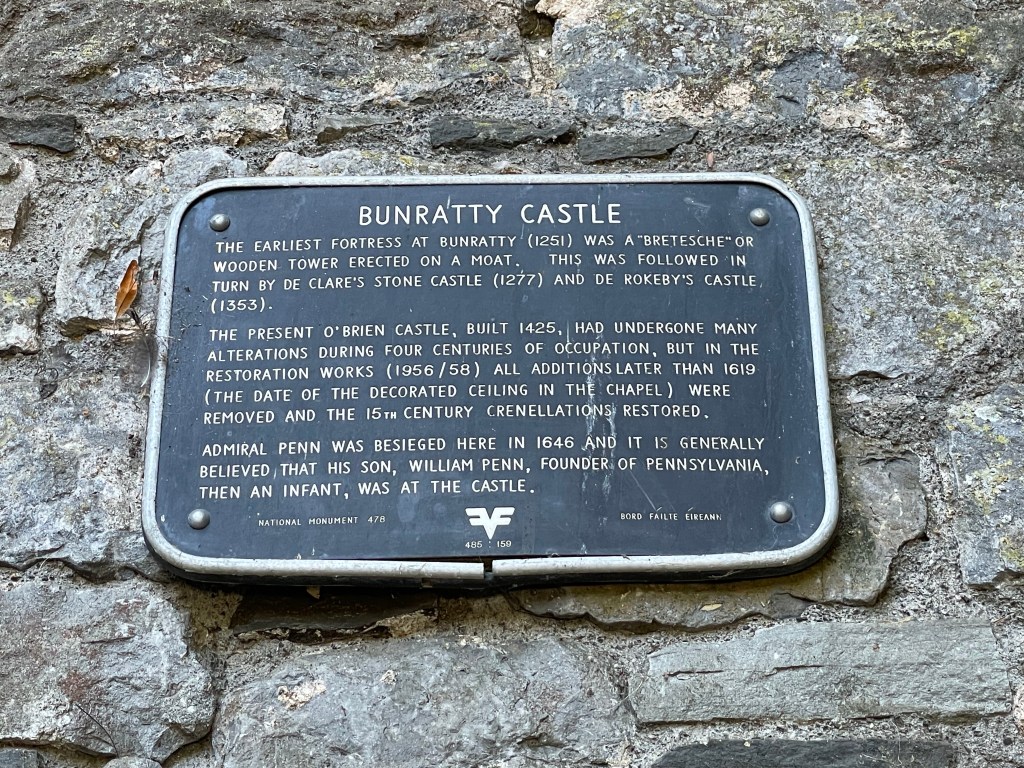 BUNRATTY CASTLE
THE EARLIEST FORTRESS AT BUNRATTY (1251) WAS A "BRETESCHE" OR
WOODEN TOWER ERECTED ON A MOAT. THIS WAS FOLLOWED IN
TURN BY DE CLARE'S STONE CASTLE (1277) AND DE ROKEBY'S CASTLE
(1353).
THE PRESENT O'BRIEN CASTLE, BUILT 1425, HAD UNDERGONE MANY
ALTERATIONS DURING FOUR CENTURIES OF OCCUPATION, BUT IN THE
RESTORATION WORKS (1956/58) ALL ADDITIONS LATER THAN 1619
(THE DATE OF THE DECORATED CEILING IN THE CHAPEL) WERE
REMOVED AND THE 15TH CENTURY CRENELLATIONS RESTORED.
ADMIRAL PENN WAS BESIEGED HERE IN 1646 AND IT IS GENERALLY
BELIEVED THAT HIS SON, WILLIAM PENN, FOUNDER OF PENNSYLVANIA,
THEN AN INFANT, WAS AT THE CASTLE.
NATIONAL MONUMENT 478
BORD FÁILTE ÉIREANN
485 : 159